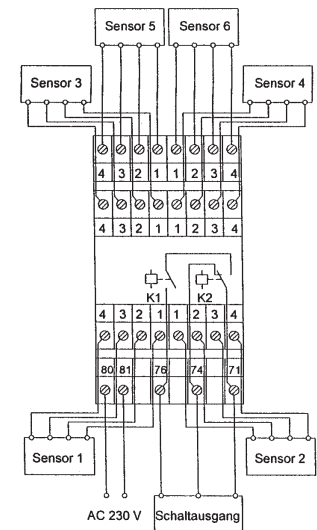 Sensor 5 Sensor 6
Sensor 3 Sensor 4
4 3 2 1 1 2 3 4
4 3 2 1 1 2 3 4
K1 K2
4 3 2 1 1 2 3 4
80 81 76 74 71
Sensor 1 Sensor 2
AC 230 V Schaltausgang